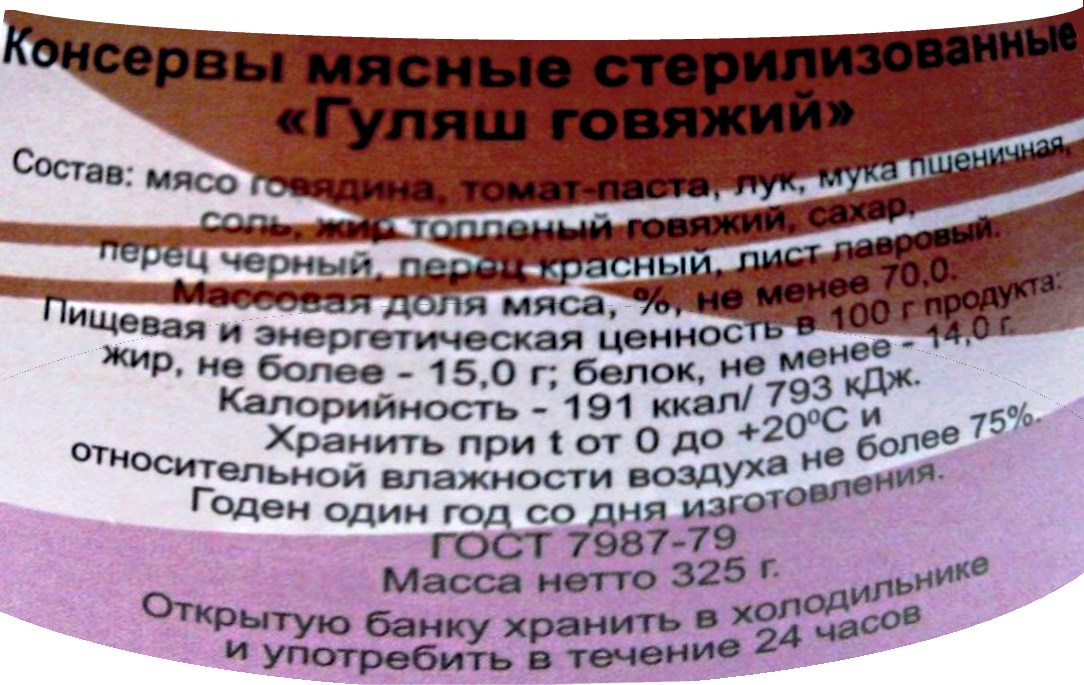 Консервы мясные стерилизованные
«Гуляш говяжий»
Состав: мясо говядина, томат-паста, лук, мука пшеничная,
соль, жир топленый говяжий, сахар,
перец черный, перец красный, лист лавровый.
Массовая доля мяса, %, не менее 70,0.
Пищевая и энергетическая ценность в 100 г продукта:
жир, не более - 15,0 г; белок, не менее - 14,0 г.
Калорийность - 191 ккал/ 793 кДж.
Хранить при t от 0 до +20⁰С и
относительной влажности воздуха не более 75%.
Годен один год со дня изготовления.
ГОСТ 7987-79
Масса нетто 325 г.
Открытую банку хранить в холодильнике
и употребить в течение 24 часов